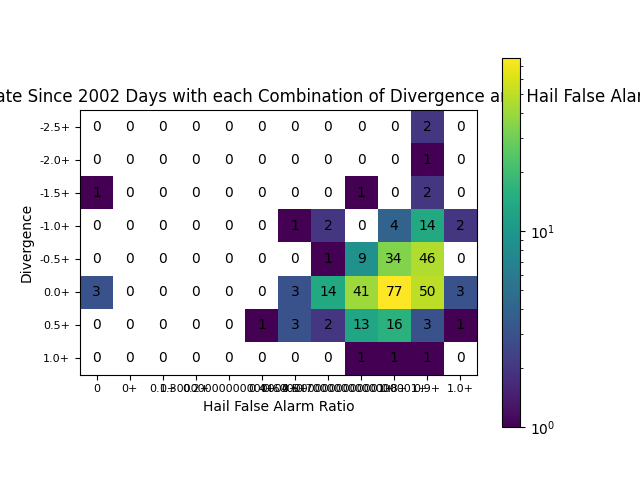 ate Since 2002 Days with each Combination of Divergence and Hail False Alar
-2.5+ 0 0 0 0 0 0 0 0 0 0 2 0
-2.0+ 0 0 0 0 0 0 0 0 0 0 1 0
-1.5+ 1 0 0 0 0 0 0 0 1 0 2 0
-1.0+ 0 0 0 0 0 0 1 2 0 4 14 2
-0.5+ 0 0 0 0 0 0 0 1 9 34 46 0
0.0+ 3 0 0 0 0 0 3 14 41 77 50 3
0.5+ 0 0 0 0 0 1 3 2 13 16 3 1
1.0+ 0 0 0 0 0 0 0 0 1 1 1 0
0 0+ 0.9+ 1.0+
Hail False Alarm Ratio
Divergence
10¹
10⁰